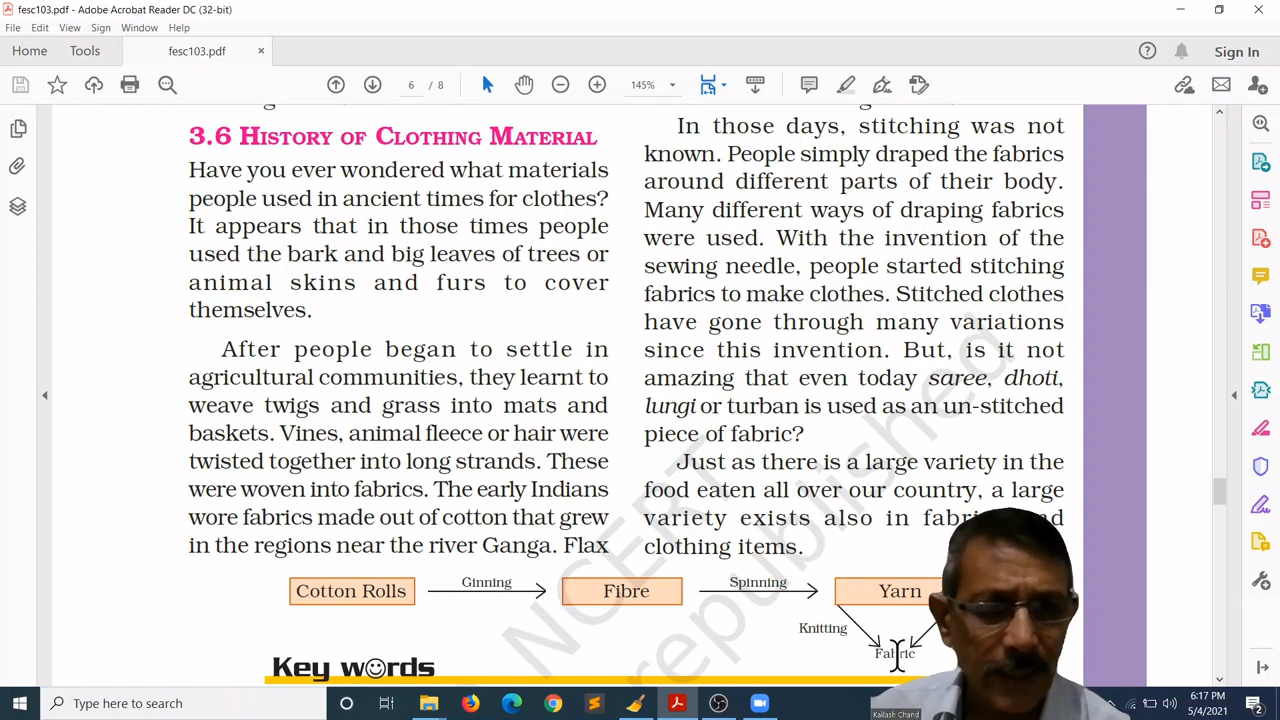 fesc103.pdf - Adobe Acrobat Reader DC (32-bit)
File Edit View Sign Window Help
Home Tools fesc103.pdf × Sign In
6 / 8 145%
3.6 HISTORY OF CLOTHING MATERIAL
Have you ever wondered what materials
people used in ancient times for clothes?
It appears that in those times people
used the bark and big leaves of trees or
animal skins and furs to cover
themselves.
After people began to settle in
agricultural communities, they learnt to
weave twigs and grass into mats and
baskets. Vines, animal fleece or hair were
twisted together into long strands. These
were woven into fabrics. The early Indians
wore fabrics made out of cotton that grew
in the regions near the river Ganga. Flax
In those days, stitching was not
known. People simply draped the fabrics
around different parts of their body.
Many different ways of draping fabrics
were used. With the invention of the
sewing needle, people started stitching
fabrics to make clothes. Stitched clothes
have gone through many variations
since this invention. But, is it not
amazing that even today saree, dhoti,
lungi or turban is used as an un-stitched
piece of fabric?
Just as there is a large variety in the
food eaten all over our country, a large
variety exists also in
clothing items.
Cotton Rolls Ginning Fibre Spinning Yarn
Knitting
Fabric
Key words
NCERT
republished
Type here to search
Kailash Chand
6:17 PM
5/4/2021
2